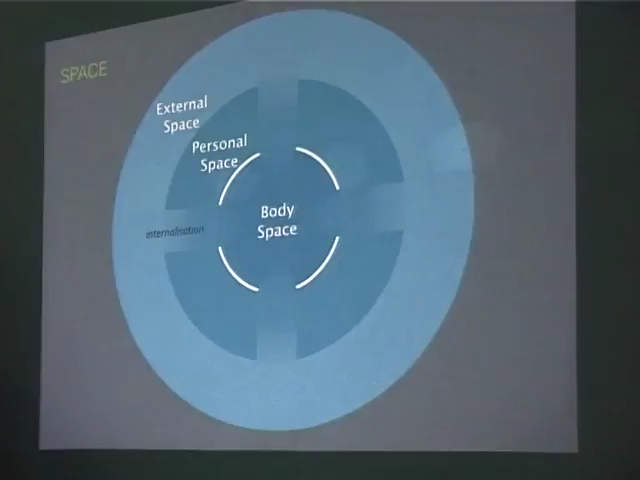 SPACE
External
Space
Personal
Space
Body
Space
internalisation